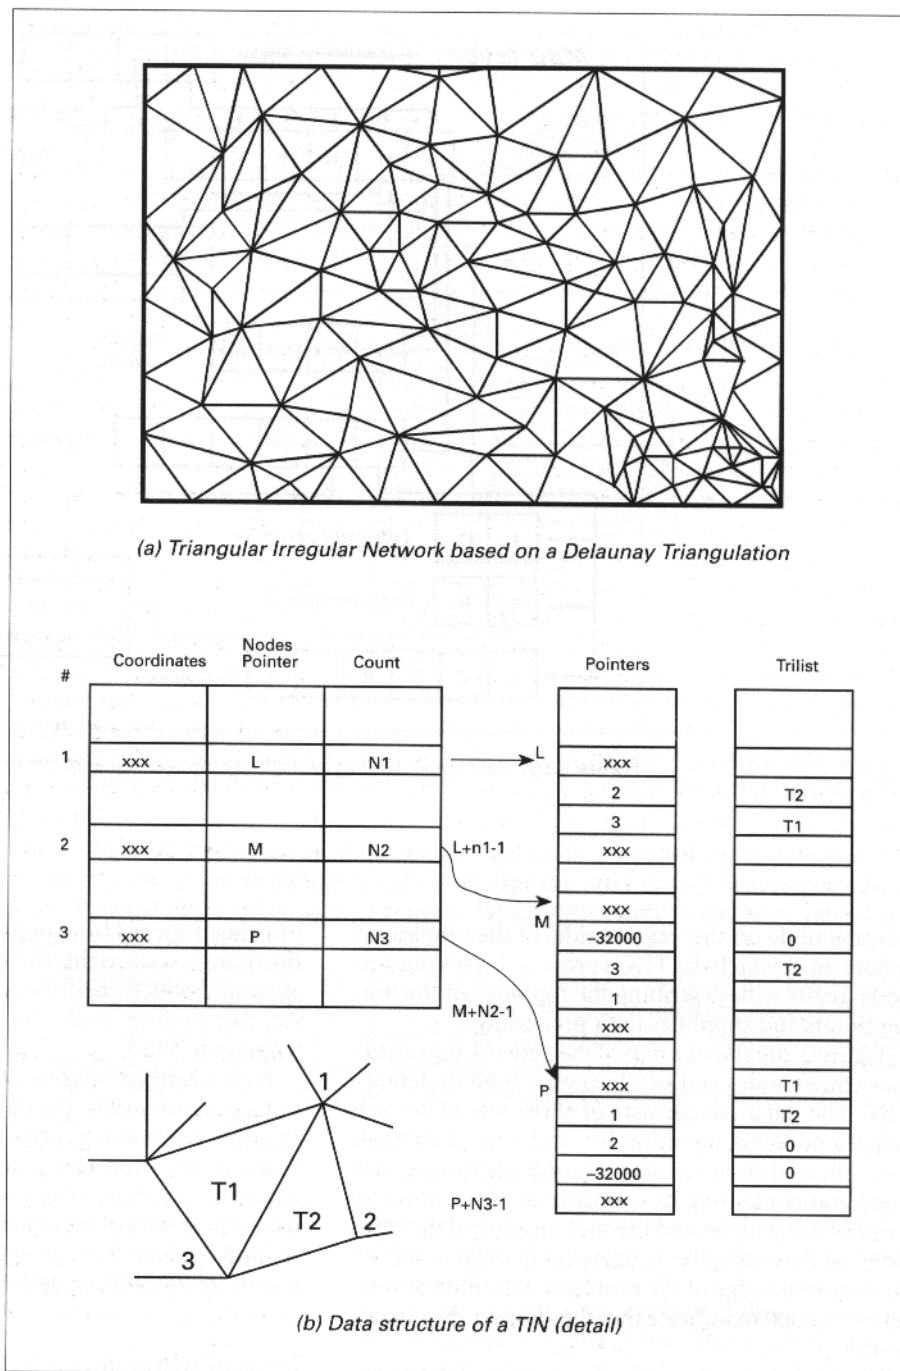 (a) Triangular Irregular Network based on a Delaunay Triangulation
Nodes
# Coordinates Pointer Count Pointers Trilist
1 xxx L N1 L xxx
2 T2
3 T1
2 xxx M N2 L+n1-1 xxx
M xxx
3 xxx P N3 -32000 0
3 T2
1
M+N2-1 xxx
P xxx T1
1 T2
2 0
-32000 0
P+N3-1 xxx
1
T1
T2
2
3
(b) Data structure of a TIN (detail)